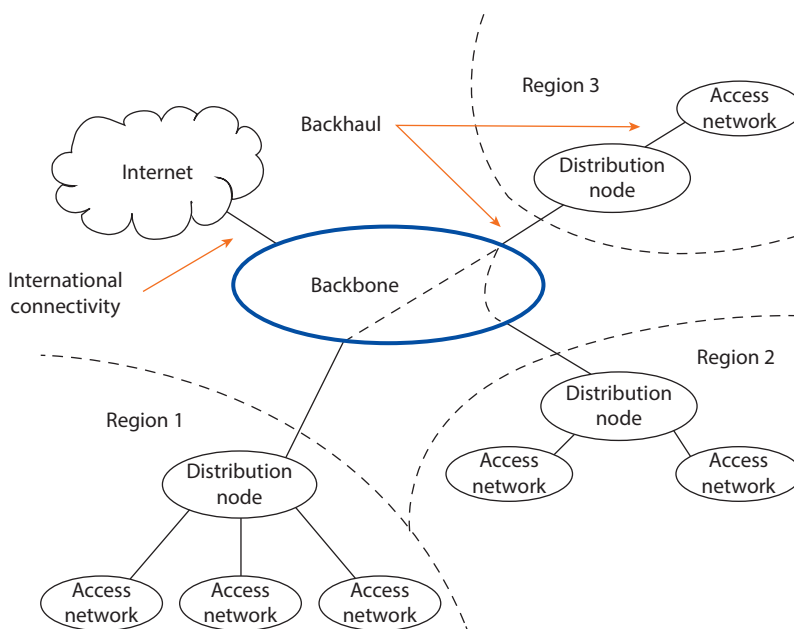 Region 3
Access
network
Backhaul
Distribution
node
Internet
International
connectivity
Backbone
Region 2
Distribution
node
Access
network
Access
network
Region 1
Distribution
node
Access
network
Access
network
Access
network